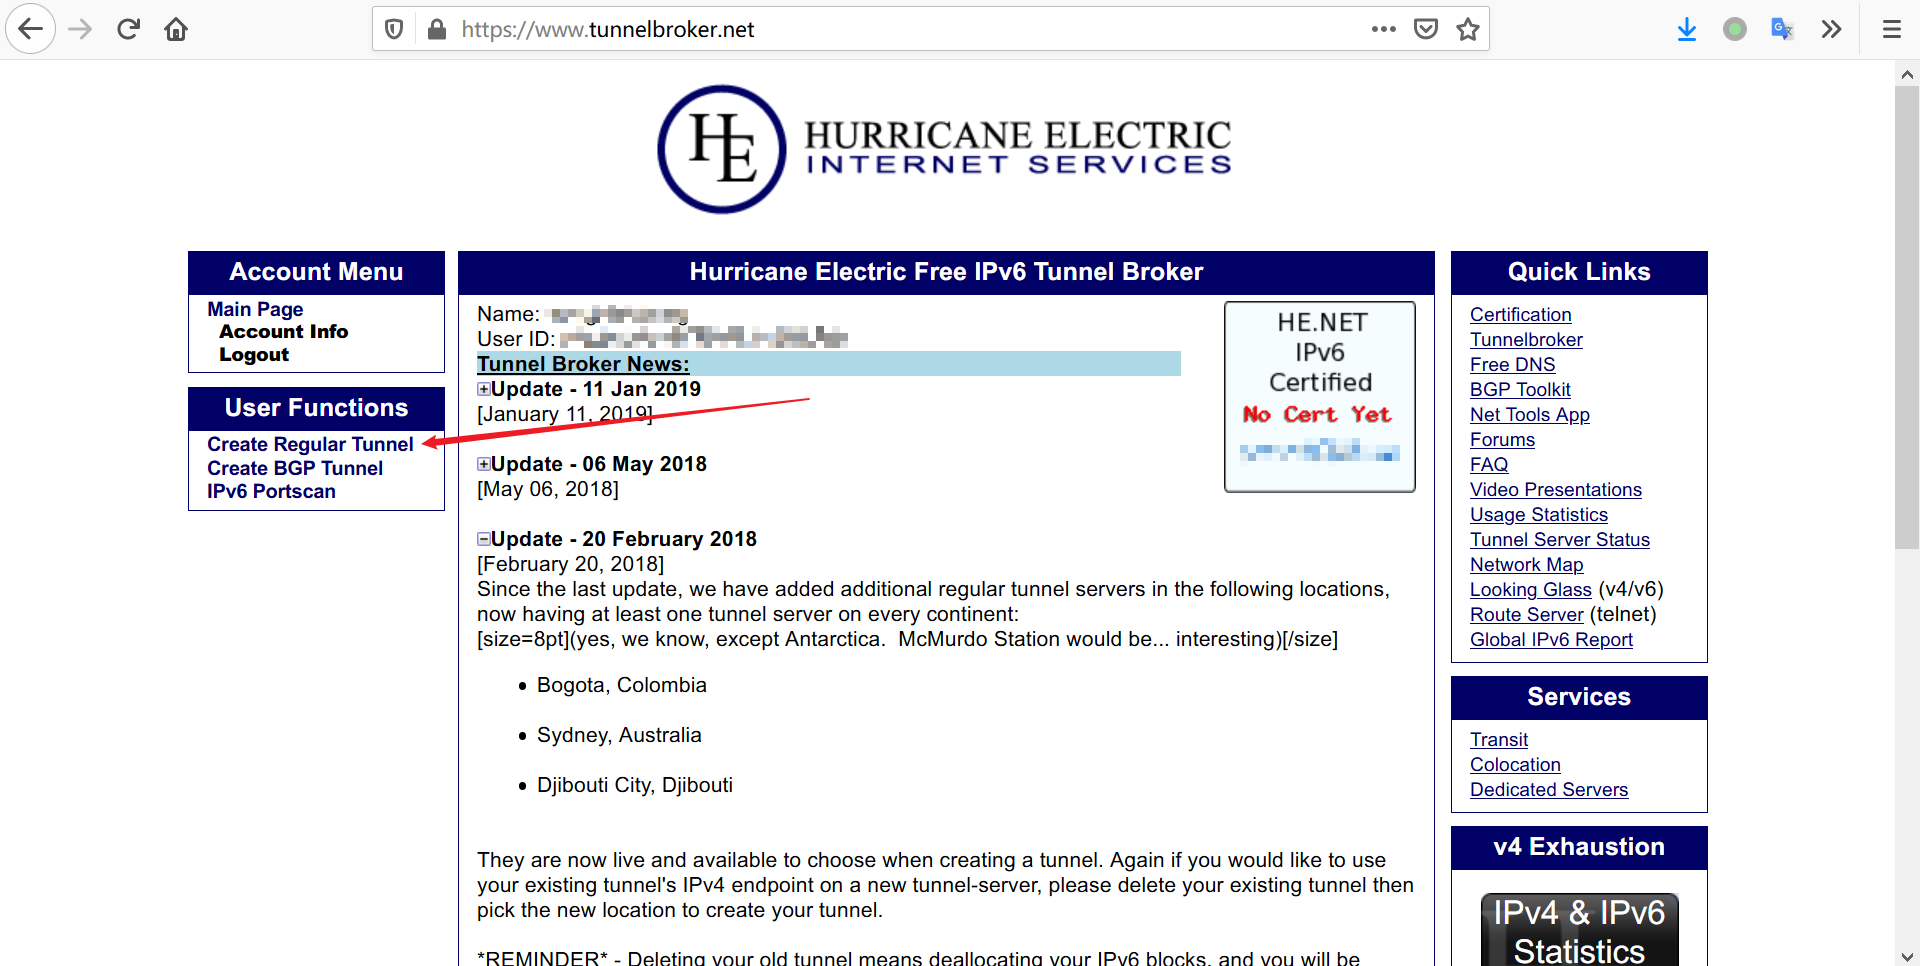 https://www.tunnelbroker.net
HE
HURRICANE ELECTRIC
INTERNET SERVICES
Account Menu
Main Page
Account Info
Logout
User Functions
Create Regular Tunnel
Create BGP Tunnel
IPv6 Portscan
Hurricane Electric Free IPv6 Tunnel Broker
Name:
User ID:
Tunnel Broker News:
Update - 11 Jan 2019
[January 11, 2019]
Update - 06 May 2018
[May 06, 2018]
Update - 20 February 2018
[February 20, 2018]
Since the last update, we have added additional regular tunnel servers in the following locations,
now having at least one tunnel server on every continent:
[size=8pt](yes, we know, except Antarctica.  McMurdo Station would be... interesting)[/size]
Bogota, Colombia
Sydney, Australia
Djibouti City, Djibouti
They are now live and available to choose when creating a tunnel. Again if you would like to use
your existing tunnel's IPv4 endpoint on a new tunnel-server, please delete your existing tunnel then
pick the new location to create your tunnel.
*REMINDER* - Deleting your old tunnel means deallocating your IPv6 blocks, and you will be
HE.NET
IPv6
Certified
No Cert Yet
Quick Links
Certification
Tunnelbroker
Free DNS
BGP Toolkit
Net Tools App
Forums
FAQ
Video Presentations
Usage Statistics
Tunnel Server Status
Network Map
Looking Glass (v4/v6)
Route Server (telnet)
Global IPv6 Report
Services
Transit
Colocation
Dedicated Servers
v4 Exhaustion
IPv4 & IPv6
Statistics